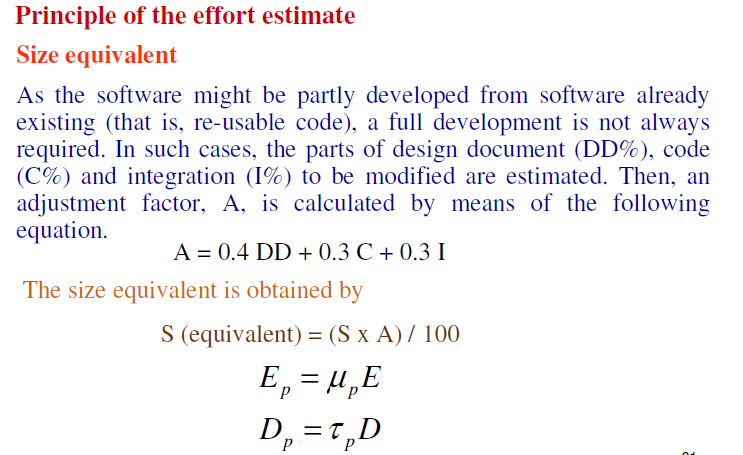 Principle of the effort estimate
Size equivalent
As the software might be partly developed from software already
existing (that is, re-usable code), a full development is not always
required. In such cases, the parts of design document (DD%), code
(C%) and integration (I%) to be modified are estimated. Then, an
adjustment factor, A, is calculated by means of the following
equation.
A = 0.4 DD + 0.3 C + 0.3 I
The size equivalent is obtained by
S (equivalent) = (S x A) / 100
E_p = μ_p E
D_p = τ_p D